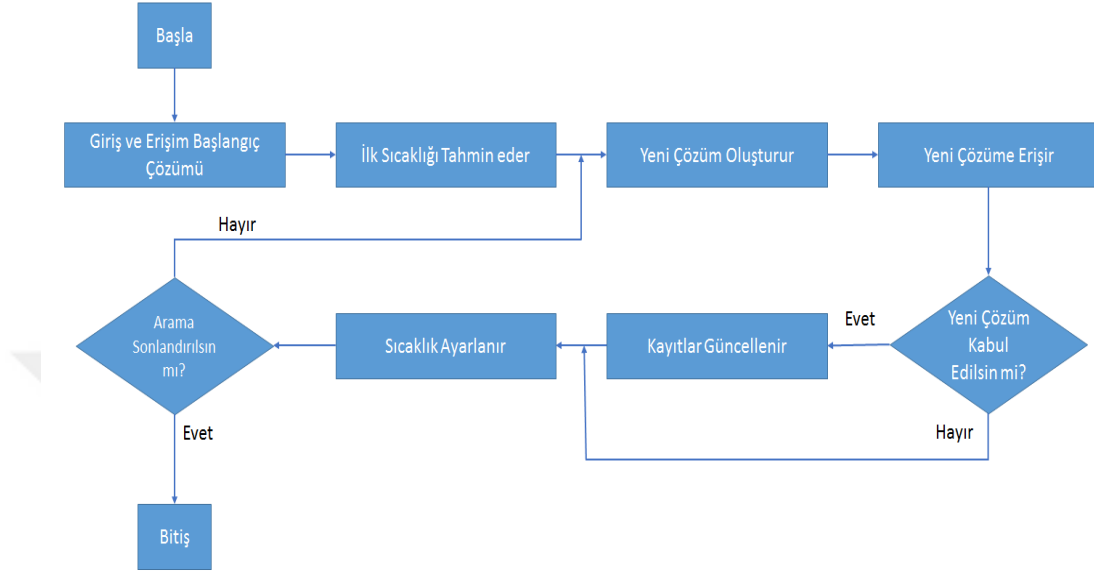 Başla
Giriş ve Erişim Başlangıç
Çözümü
İlk Sıcaklığı Tahmin eder
Yeni Çözüm Oluşturur
Yeni Çözüme Erişir
Hayır
Arama
Sonlandırılsın
mı?
Sıcaklık Ayarlanır
Kayıtlar Güncellenir
Evet
Yeni Çözüm
Kabul
Edilsin mi?
Evet
Hayır
Bitiş